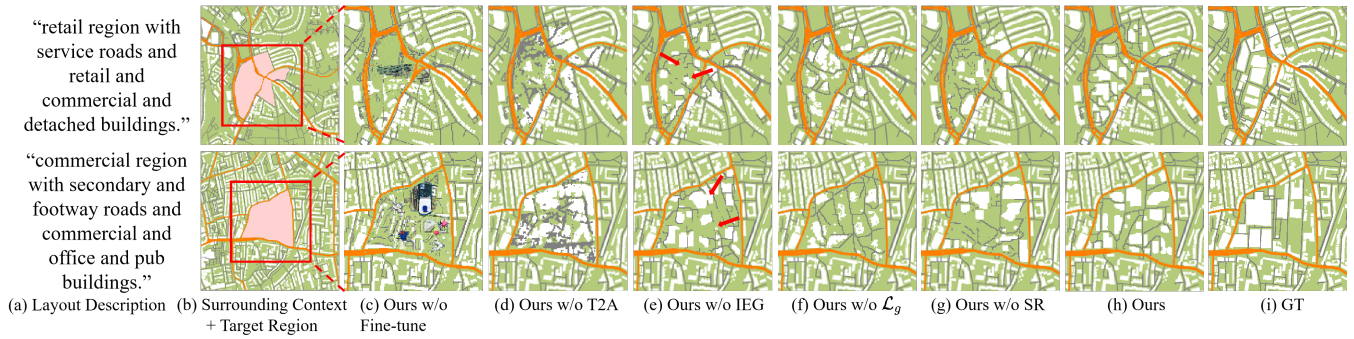 “retail region with
service roads and
retail and
commercial and
detached buildings.”
“commercial region
with secondary and
footway roads and
commercial and
office and pub
buildings.”
(a) Layout Description
(b) Surrounding Context
+ Target Region
(c) Ours w/o
Fine-tune
(d) Ours w/o T2A
(e) Ours w/o IEG
(f) Ours w/o ℒg
(g) Ours w/o SR
(h) Ours
(i) GT